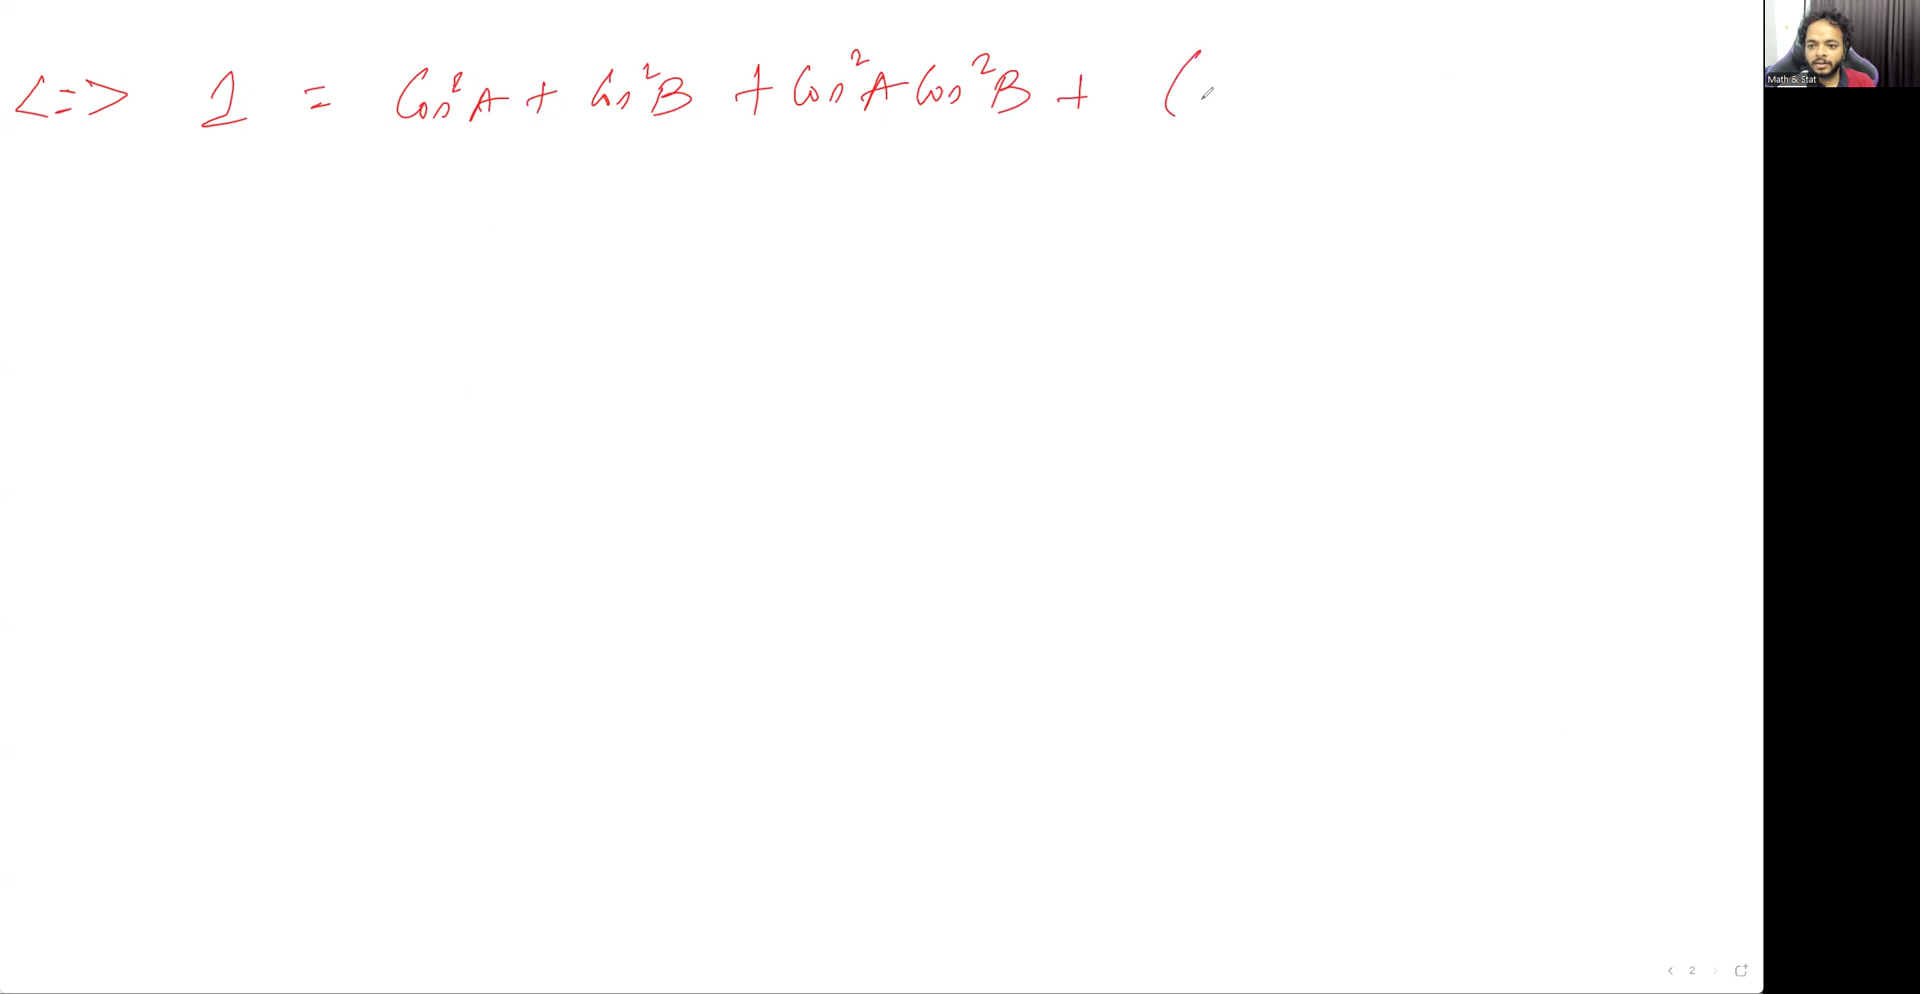 <=> 1 = Cos²A + Cos²B + Cos²A Cos²B + (
Math & Stat
2